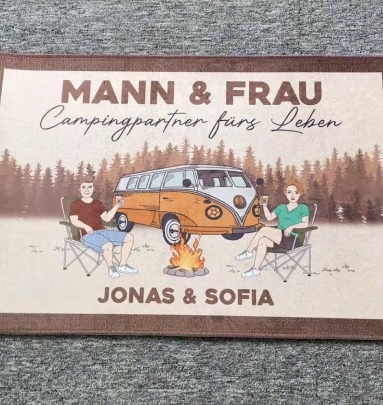 MANN & FRAU
Campingpartner fürs Leben
JONAS & SOFIA